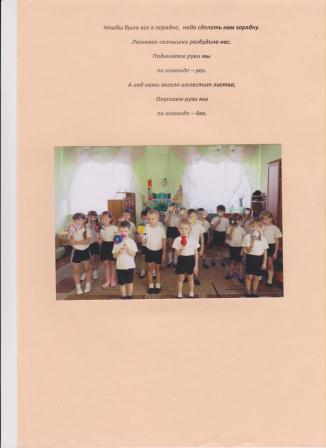 Чтобы было все в порядке, надо сделать нам зарядку.
Ласковое солнышко разбудило нас.
Поднимаем руки мы
по команде – раз.
А над нами весело шелестит листва,
Опускаем руки мы
по команде – два.